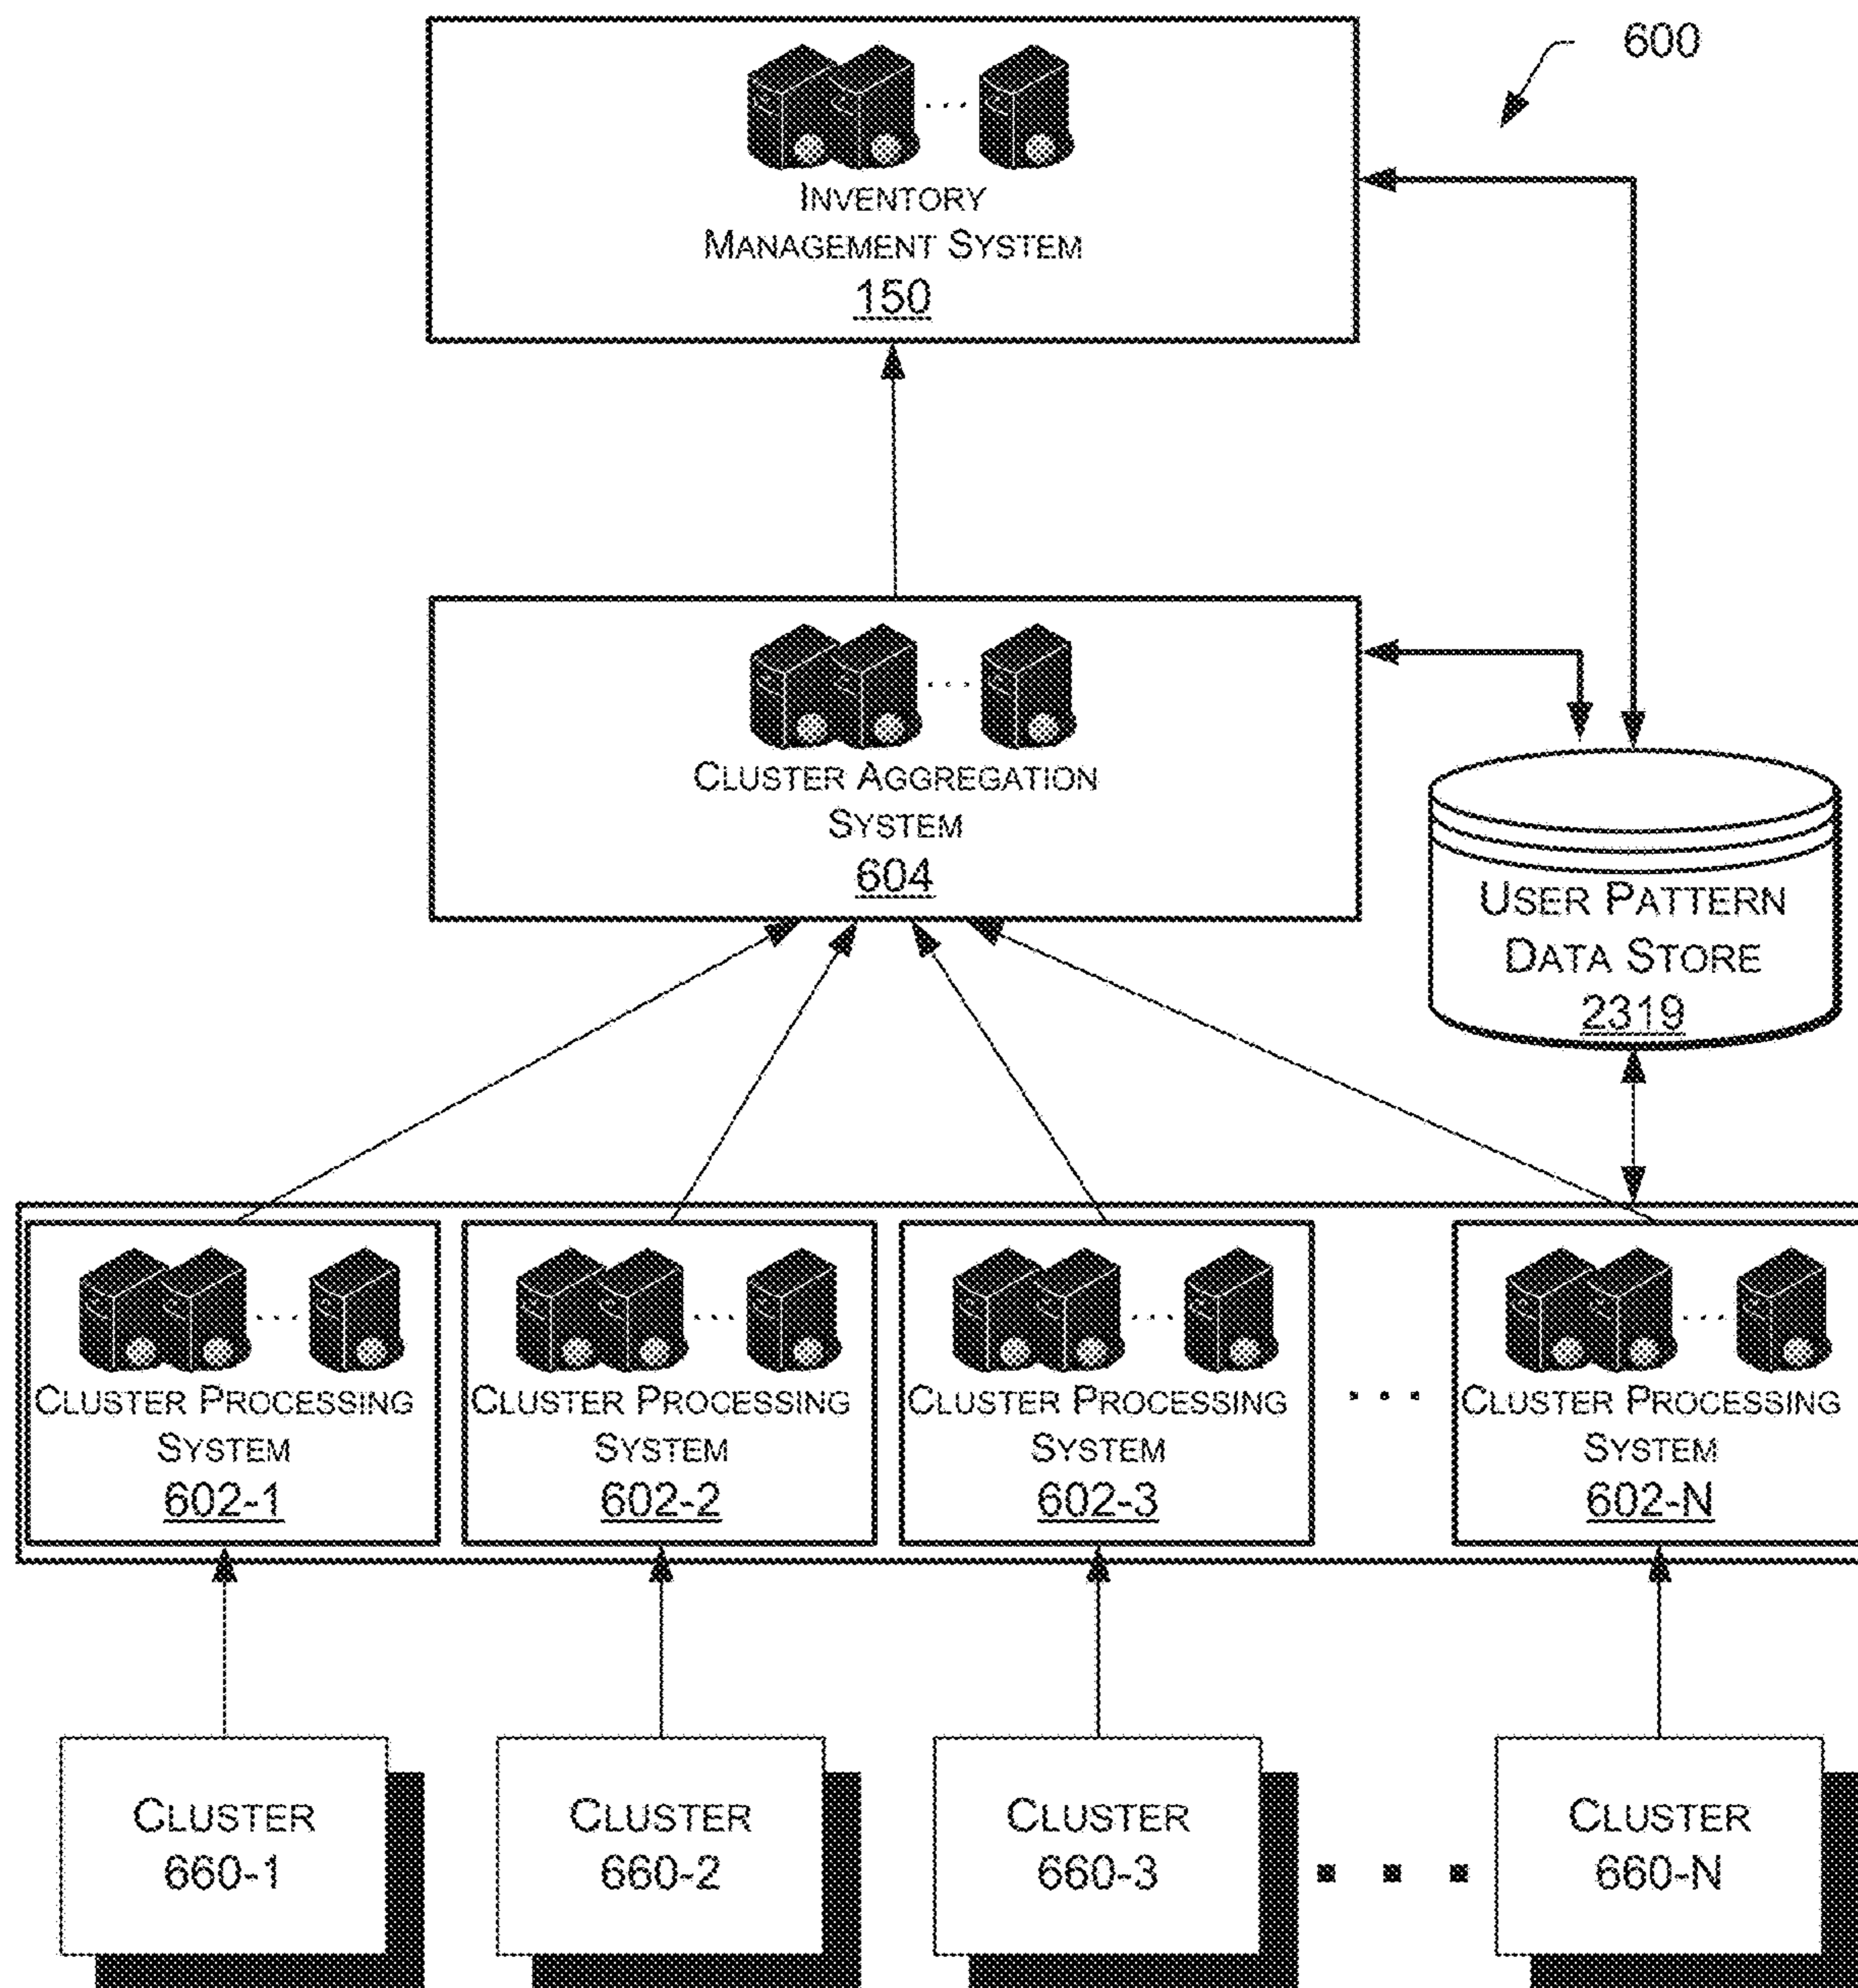 600
INVENTORY
MANAGEMENT SYSTEM
150
CLUSTER AGGREGATION
SYSTEM
604
USER PATTERN
DATA STORE
2319
CLUSTER PROCESSING
SYSTEM
602-1
CLUSTER PROCESSING
SYSTEM
602-2
CLUSTER PROCESSING
SYSTEM
602-3
. . .
CLUSTER PROCESSING
SYSTEM
602-N
CLUSTER
660-1
CLUSTER
660-2
CLUSTER
660-3
. . .
CLUSTER
660-N